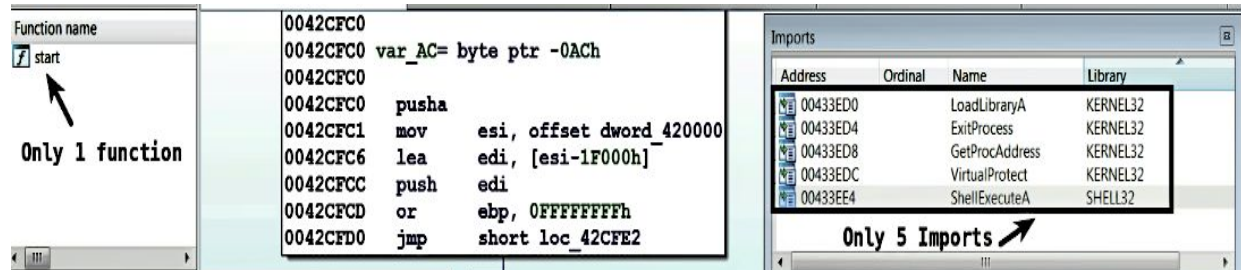 Function name
f start
Only 1 function
0042CFC0
0042CFC0 var_AC= byte ptr -0ACh
0042CFC0
0042CFC0 pusha
0042CFC1 mov esi, offset dword_420000
0042CFC6 lea edi, [esi-1F000h]
0042CFCC push edi
0042CFCD or ebp, 0FFFFFFFFh
0042CFD0 jmp short loc_42CFE2
Imports
Address Ordinal Name Library
00433ED0 LoadLibraryA KERNEL32
00433ED4 ExitProcess KERNEL32
00433ED8 GetProcAddress KERNEL32
00433EDC VirtualProtect KERNEL32
00433EE4 ShellExecuteA SHELL32
Only 5 Imports